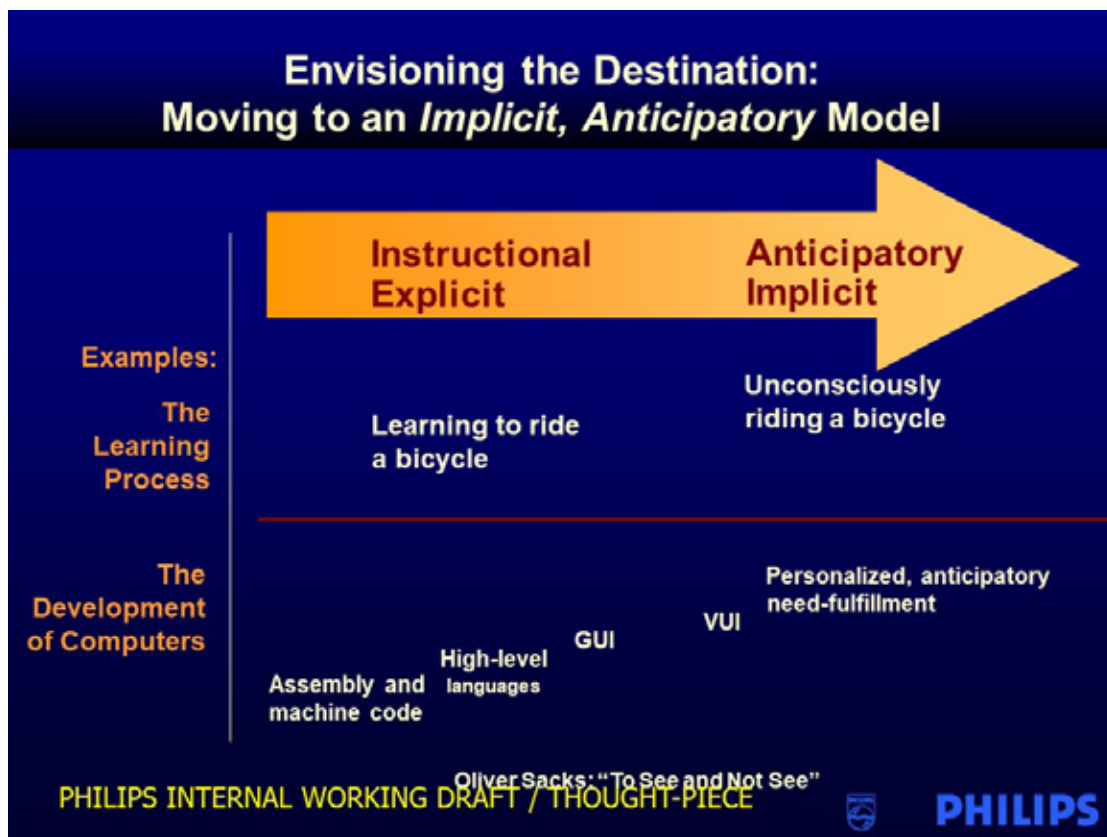 Envisioning the Destination:
Moving to an Implicit, Anticipatory Model
Instructional
Explicit
Anticipatory
Implicit
Examples:
The
Learning
Process
Learning to ride
a bicycle
Unconsciously
riding a bicycle
The
Development
of Computers
Assembly and
machine code
High-level
languages
GUI
VUI
Personalized, anticipatory
need-fulfillment
Oliver Sacks: “To See and Not See”
PHILIPS INTERNAL WORKING DRAFT / THOUGHT-PIECE
PHILIPS